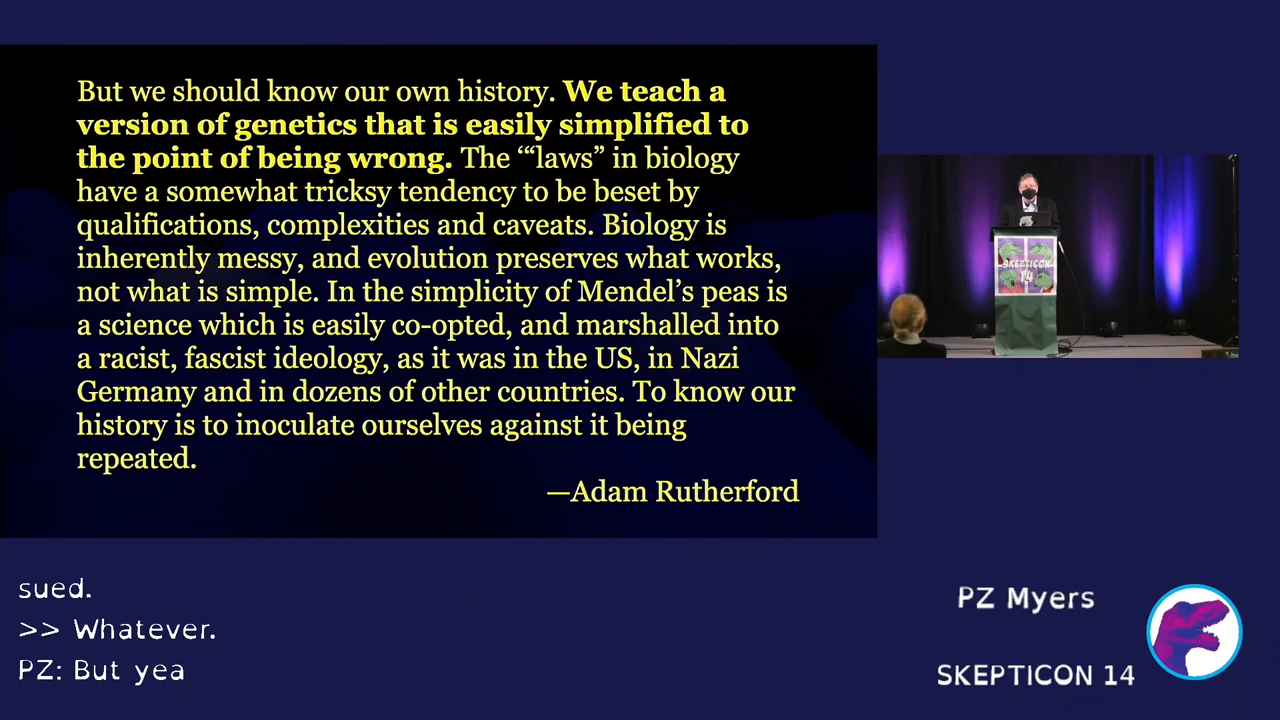 But we should know our own history. We teach a
version of genetics that is easily simplified to
the point of being wrong. The ‘“laws” in biology
have a somewhat tricksy tendency to be beset by
qualifications, complexities and caveats. Biology is
inherently messy, and evolution preserves what works,
not what is simple. In the simplicity of Mendel’s peas is
a science which is easily co-opted, and marshalled into
a racist, fascist ideology, as it was in the US, in Nazi
Germany and in dozens of other countries. To know our
history is to inoculate ourselves against it being
repeated.
—Adam Rutherford
SKEPTICON
14
sued.
>> Whatever.
PZ: But yea
PZ Myers
SKEPTICON 14